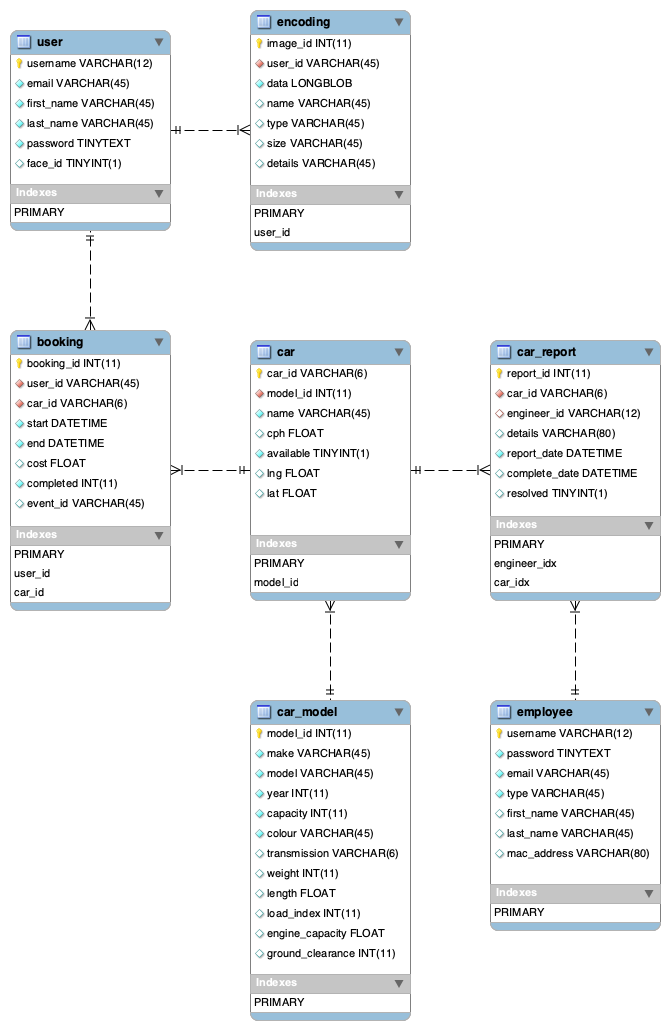 user
username VARCHAR(12)
email VARCHAR(45)
first_name VARCHAR(45)
last_name VARCHAR(45)
password TINYTEXT
face_id TINYINT(1)
Indexes
PRIMARY
encoding
image_id INT(11)
user_id VARCHAR(45)
data LONGBLOB
name VARCHAR(45)
type VARCHAR(45)
size VARCHAR(45)
details VARCHAR(45)
Indexes
PRIMARY
user_id
booking
booking_id INT(11)
user_id VARCHAR(45)
car_id VARCHAR(6)
start DATETIME
end DATETIME
cost FLOAT
completed INT(11)
event_id VARCHAR(45)
Indexes
PRIMARY
user_id
car_id
car
car_id VARCHAR(6)
model_id INT(11)
name VARCHAR(45)
cph FLOAT
available TINYINT(1)
lng FLOAT
lat FLOAT
Indexes
PRIMARY
model_id
car_report
report_id INT(11)
car_id VARCHAR(6)
engineer_id VARCHAR(12)
details VARCHAR(80)
report_date DATETIME
complete_date DATETIME
resolved TINYINT(1)
Indexes
PRIMARY
engineer_idx
car_idx
car_model
model_id INT(11)
make VARCHAR(45)
model VARCHAR(45)
year INT(11)
capacity INT(11)
colour VARCHAR(45)
transmission VARCHAR(6)
weight INT(11)
length FLOAT
load_index INT(11)
engine_capacity FLOAT
ground_clearance INT(11)
Indexes
PRIMARY
employee
username VARCHAR(12)
password TINYTEXT
email VARCHAR(45)
type VARCHAR(45)
first_name VARCHAR(45)
last_name VARCHAR(45)
mac_address VARCHAR(80)
Indexes
PRIMARY